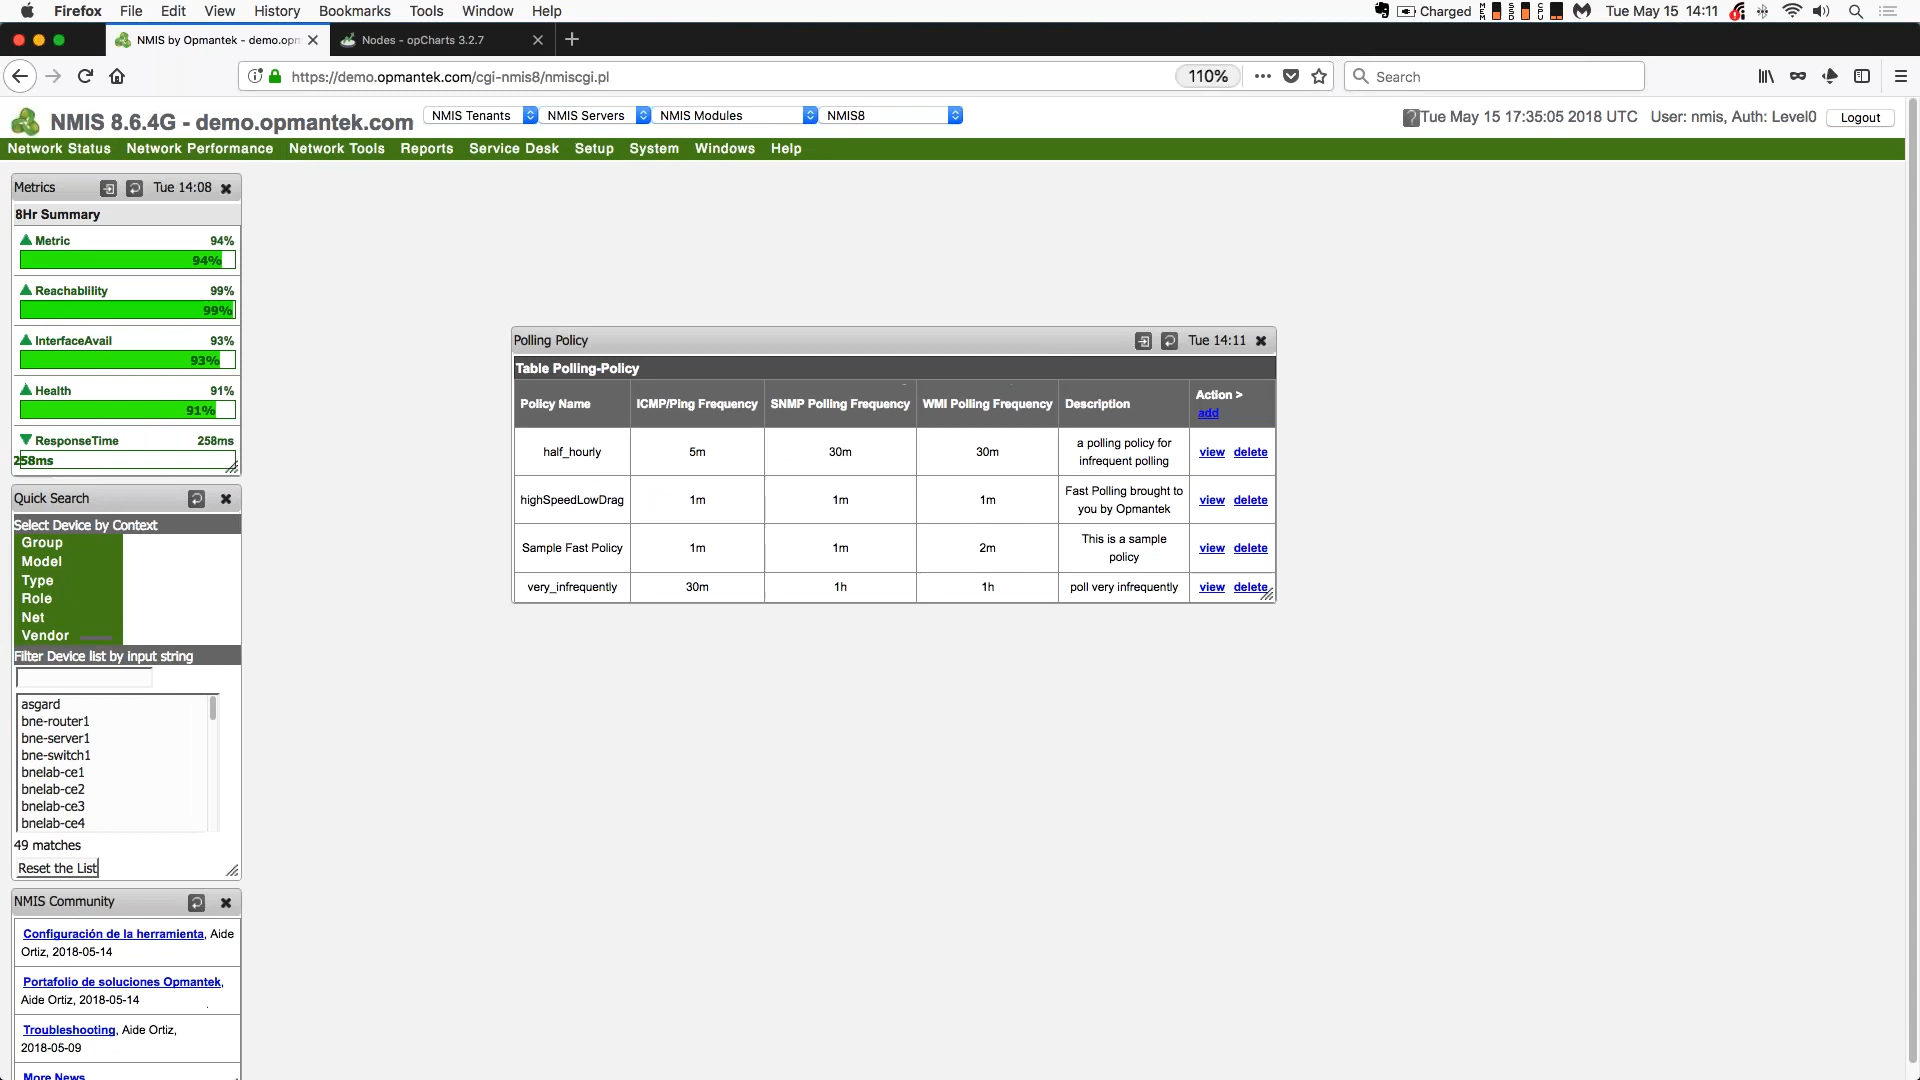 Firefox File Edit View History Bookmarks Tools Window Help Charged Tue May 15 14:11
NMIS by Opmantek - demo.opm Nodes - opCharts 3.2.7
https://demo.opmantek.com/cgi-nmis8/nmiscgi.pl 110% Search
NMIS 8.6.4G - demo.opmantek.com NMIS Tenants NMIS Servers NMIS Modules NMIS8 ?Tue May 15 17:35:05 2018 UTC User: nmis, Auth: Level0 Logout
Network Status Network Performance Network Tools Reports Service Desk Setup System Windows Help
Metrics Tue 14:08
8Hr Summary
Metric 94%
94%
Reachablility 99%
99%
InterfaceAvail 93%
93%
Health 91%
91%
ResponseTime 258ms
258ms
Quick Search
Select Device by Context
Group
Model
Type
Role
Net
Vendor
Filter Device list by input string
asgard
bne-router1
bne-server1
bne-switch1
bnelab-ce1
bnelab-ce2
bnelab-ce3
bnelab-ce4
49 matches
Reset the List
NMIS Community
Configuración de la herramienta, Aide
Ortiz, 2018-05-14
Portafolio de soluciones Opmantek,
Aide Ortiz, 2018-05-14
Troubleshooting, Aide Ortiz,
2018-05-09
More News
Polling Policy Tue 14:11
Table Polling-Policy
Policy Name ICMP/Ping Frequency SNMP Polling Frequency WMI Polling Frequency Description Action >
add
half_hourly 5m 30m 30m a polling policy for
infrequent polling view delete
highSpeedLowDrag 1m 1m 1m Fast Polling brought to
you by Opmantek view delete
Sample Fast Policy 1m 1m 2m This is a sample
policy view delete
very_infrequently 30m 1h 1h poll very infrequently view delete